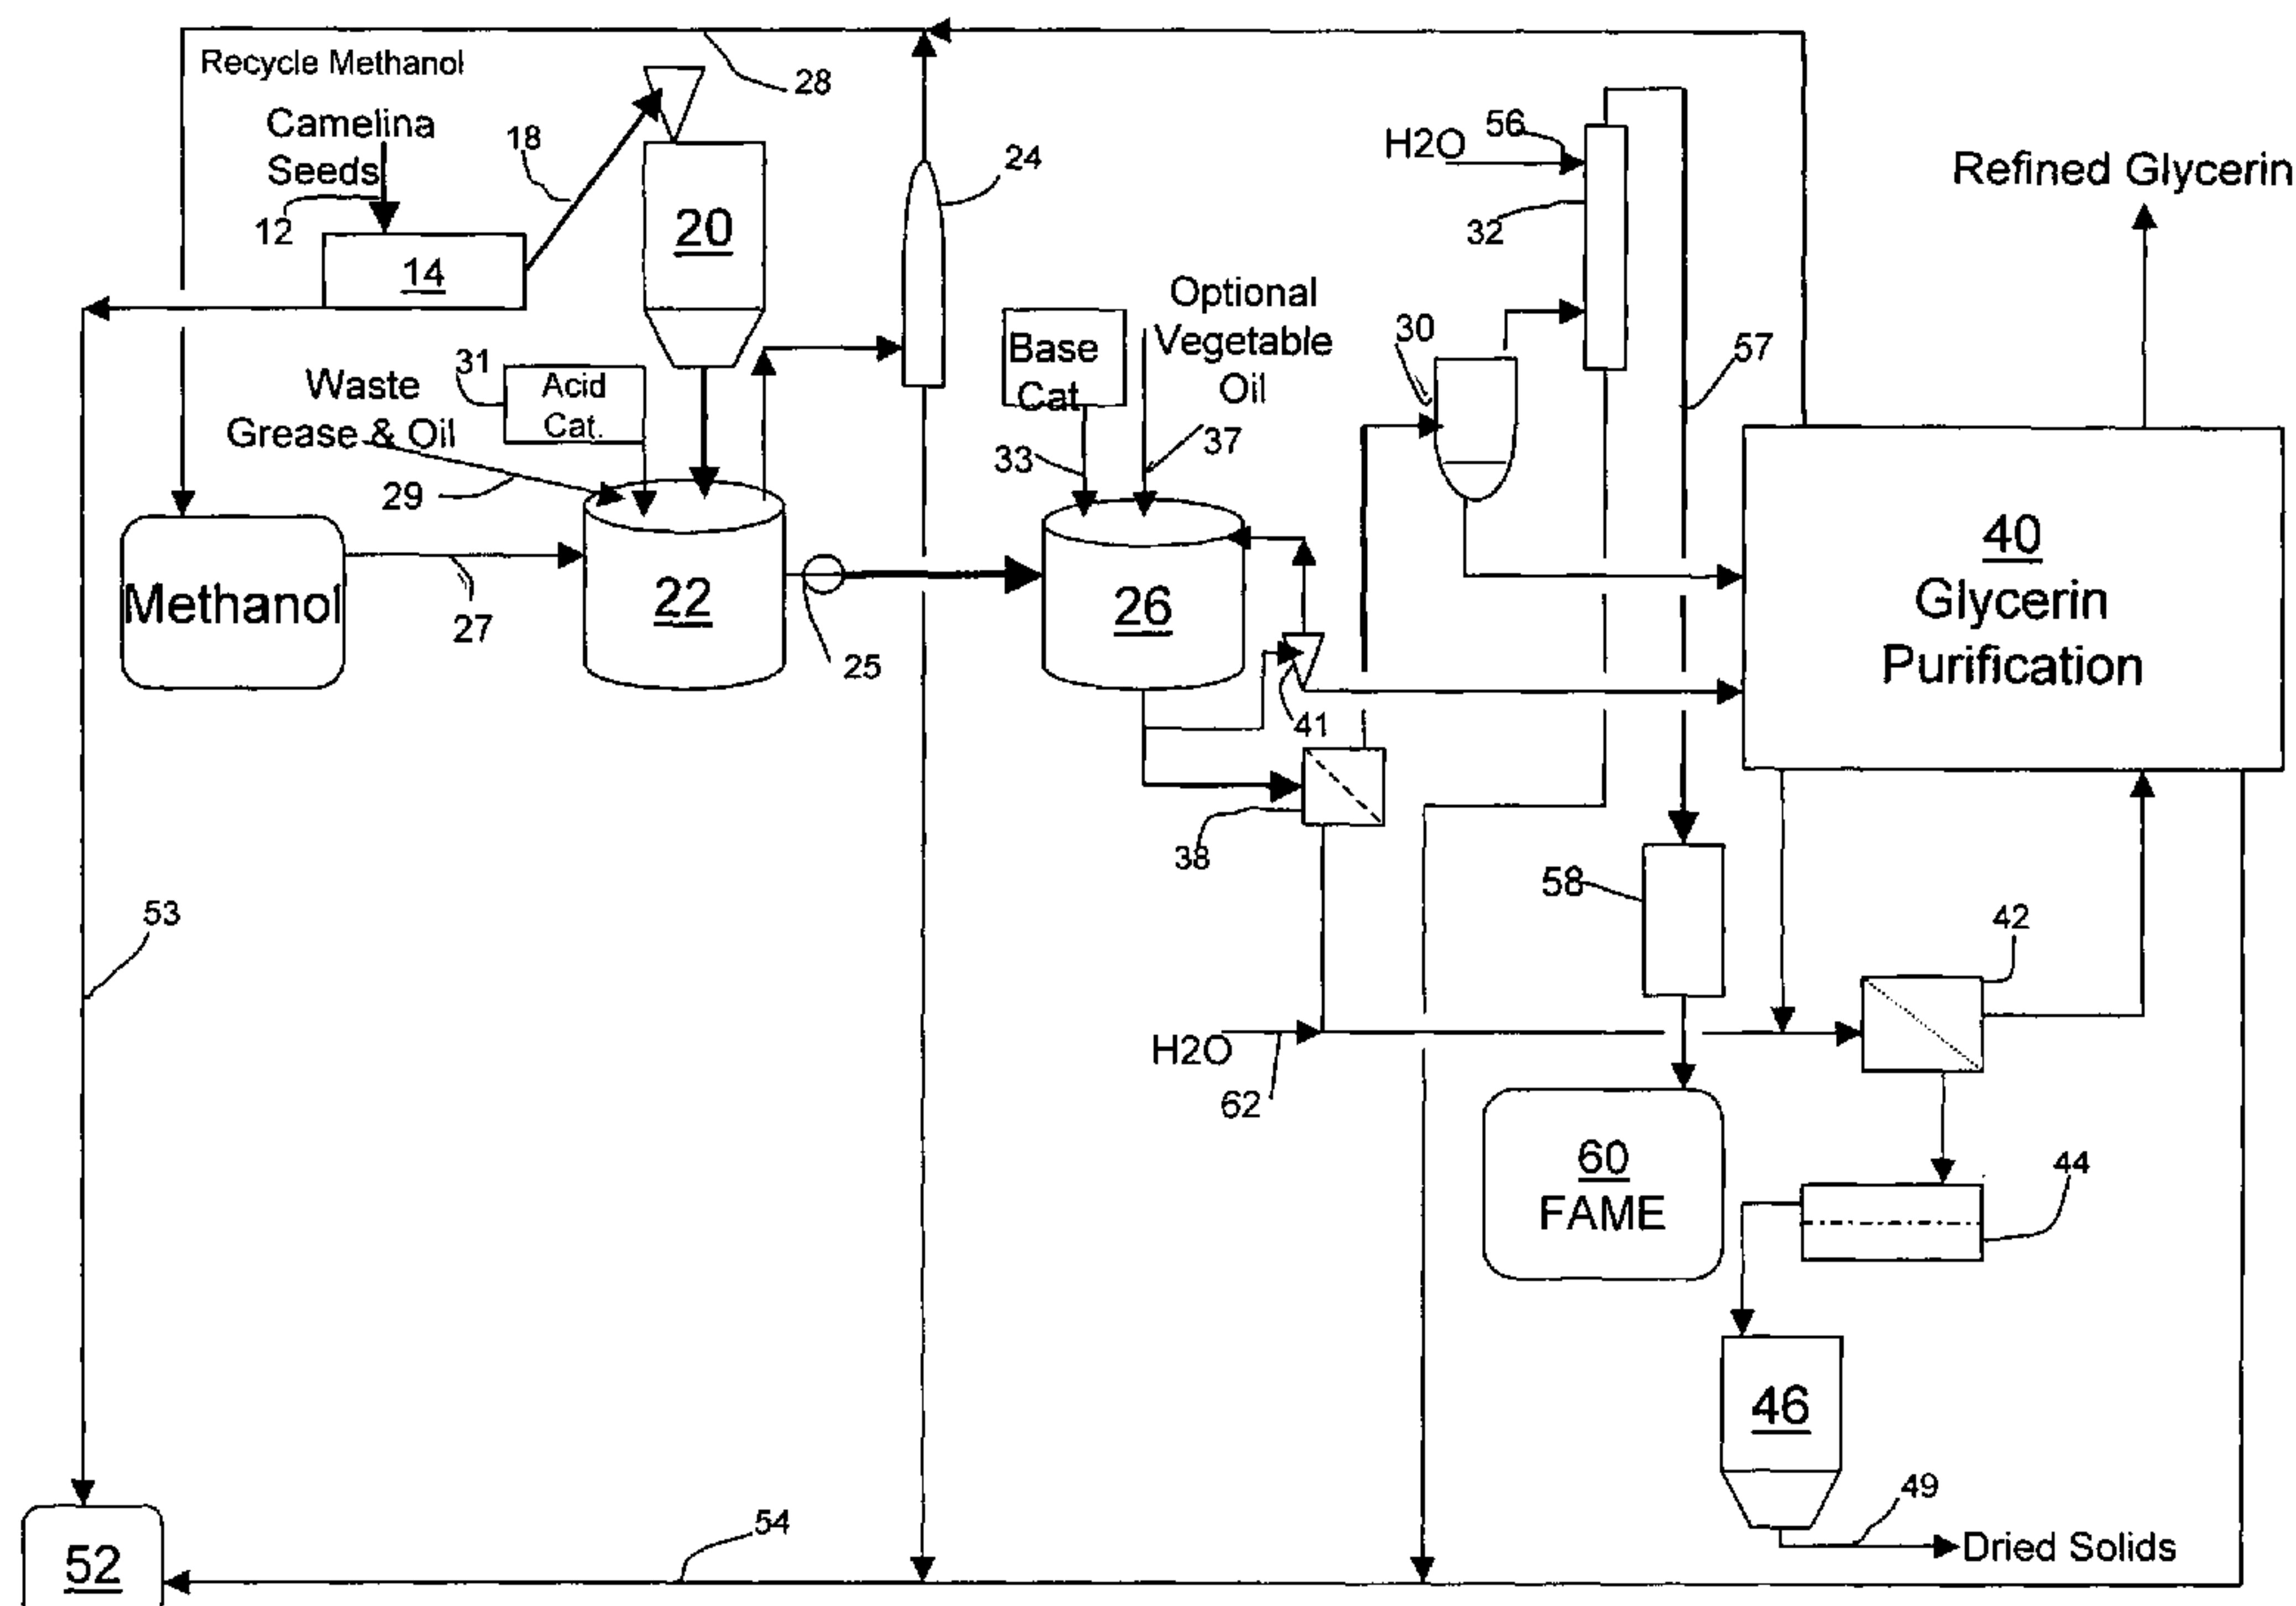 Recycle Methanol
28
Camelina
Seeds
12
18
14
20
24
H2O
56
32
Refined Glycerin
Optional
Vegetable
Oil
30
57
31
Acid
Cat.
Base
Cat
Waste
Grease & Oil
29
33
37
40
Glycerin
Purification
Methanol
27
22
25
26
41
38
58
53
42
H2O
62
60
FAME
44
46
49
Dried Solids
54
52